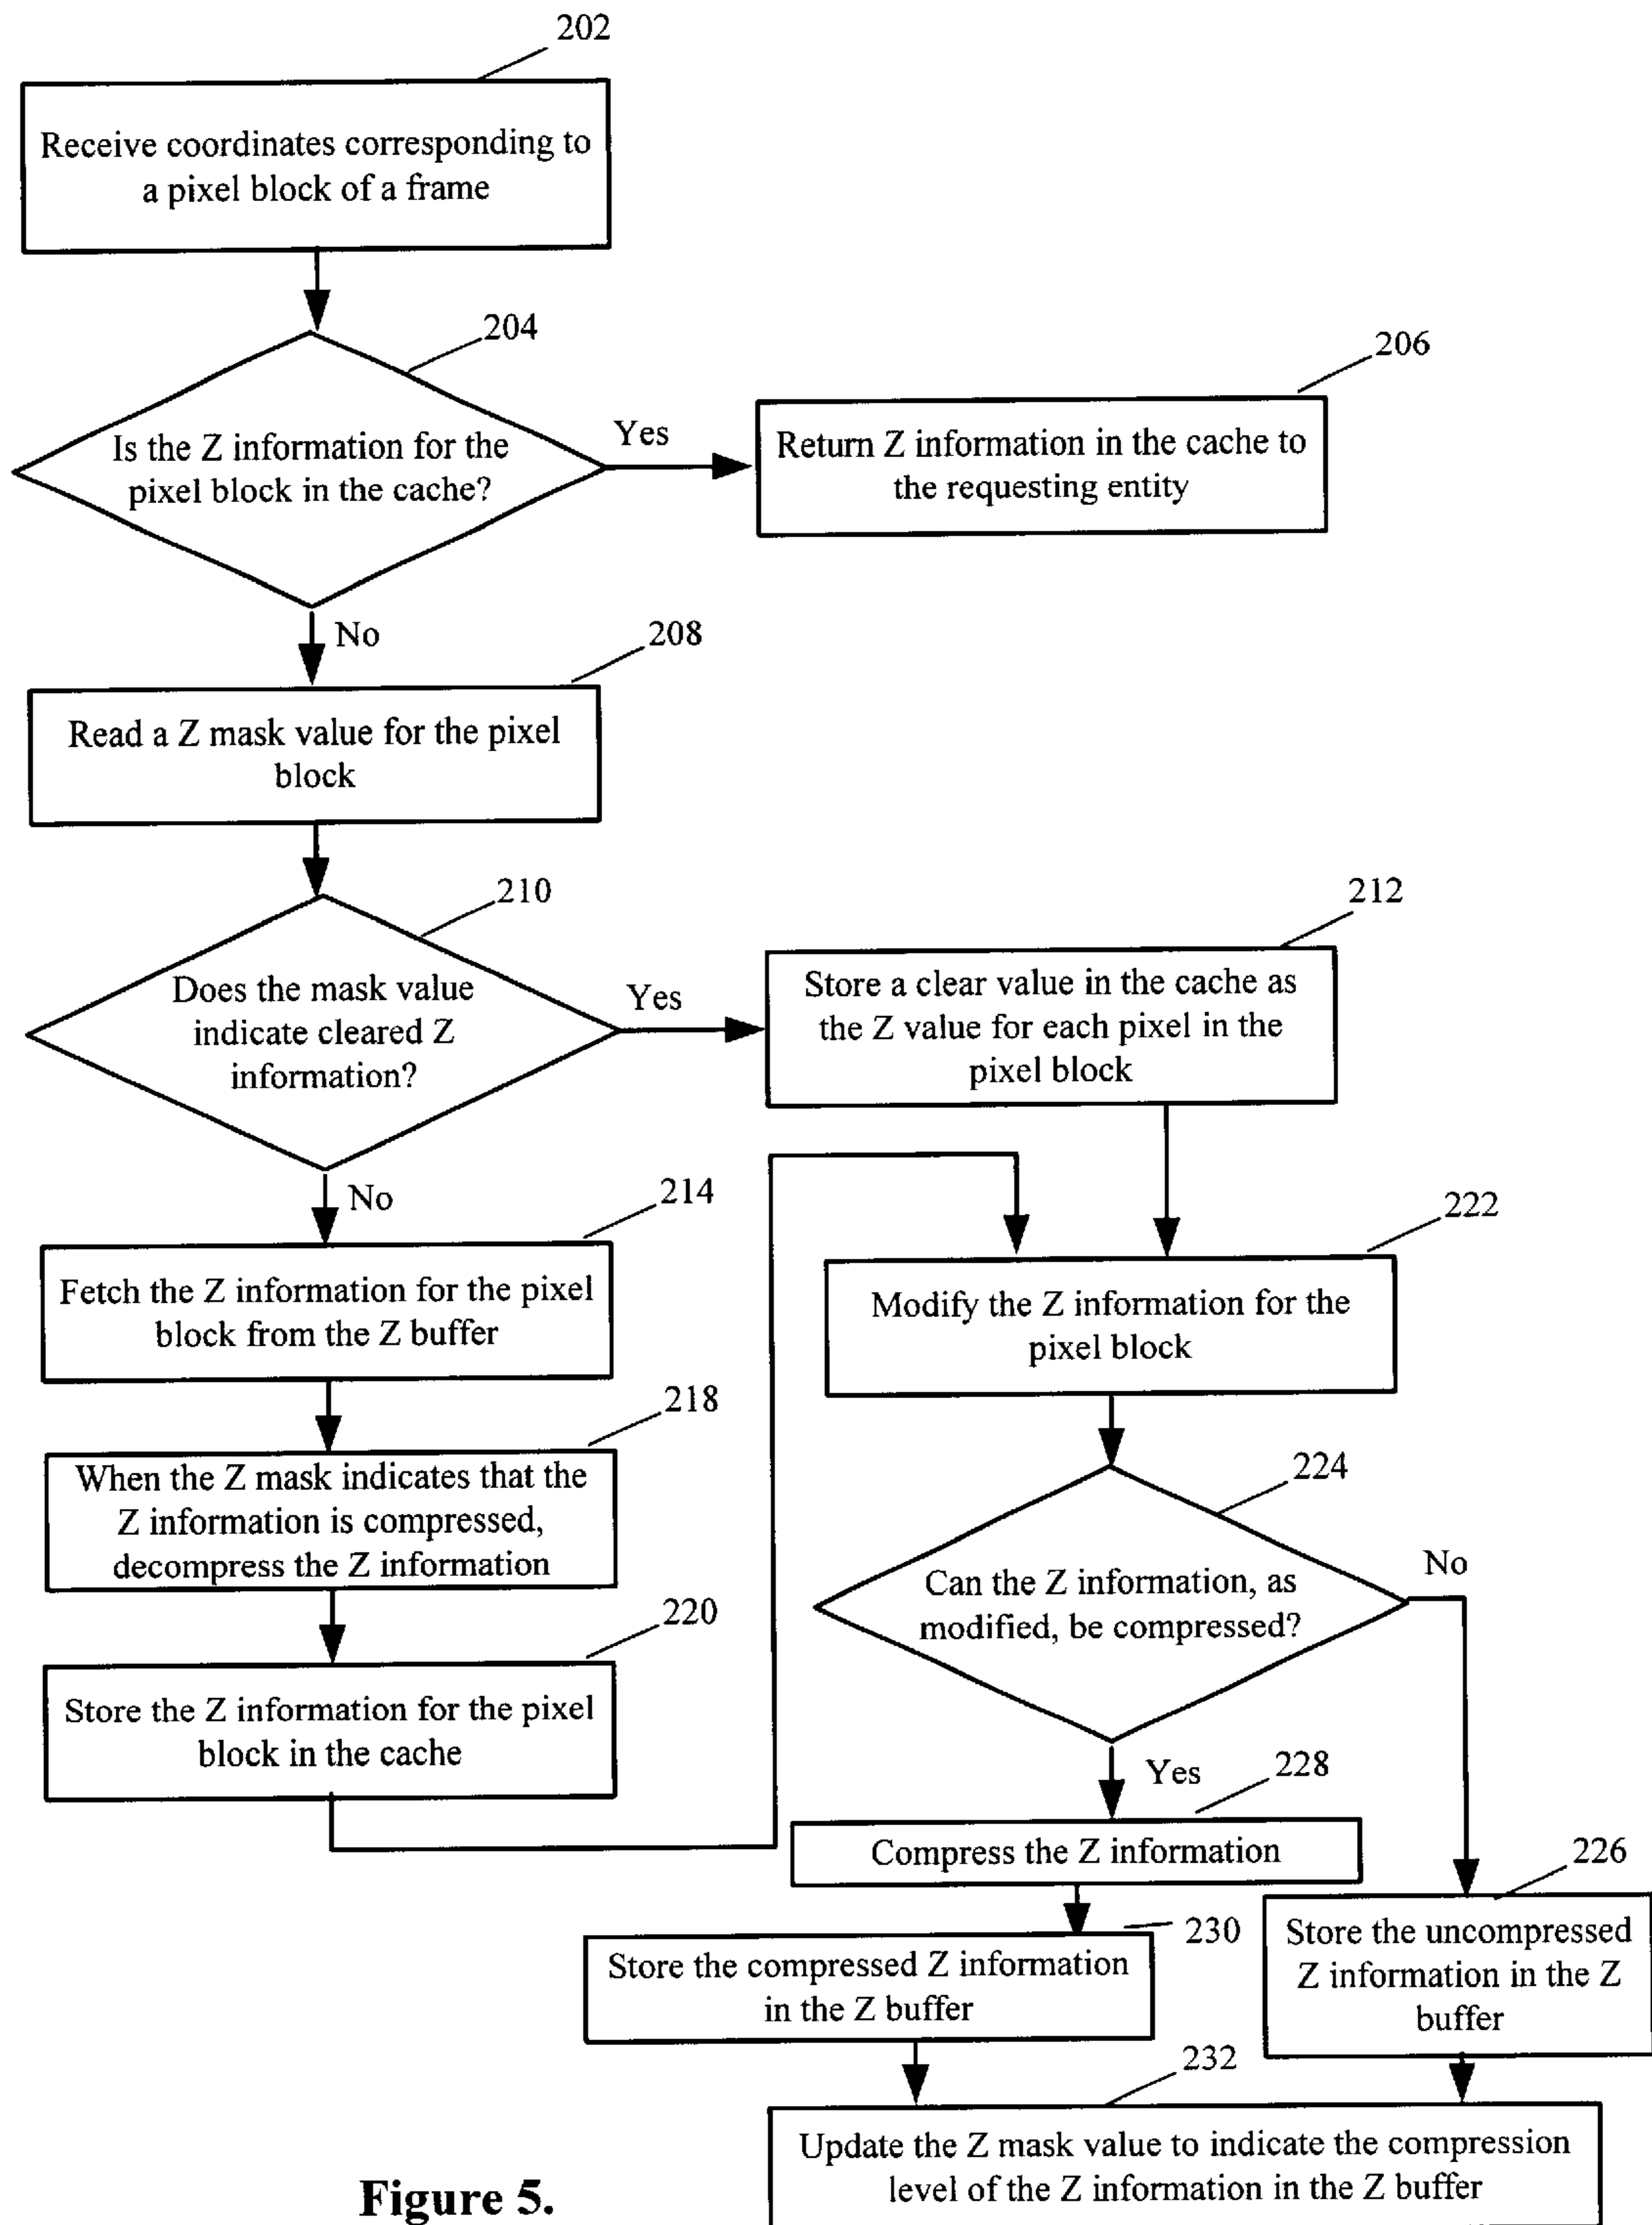 202
Receive coordinates corresponding to
a pixel block of a frame
204
Is the Z information for the
pixel block in the cache?
Yes
206
Return Z information in the cache to
the requesting entity
No
208
Read a Z mask value for the pixel
block
210
Does the mask value
indicate cleared Z
information?
Yes
212
Store a clear value in the cache as
the Z value for each pixel in the
pixel block
No
214
Fetch the Z information for the pixel
block from the Z buffer
218
When the Z mask indicates that the
Z information is compressed,
decompress the Z information
220
Store the Z information for the pixel
block in the cache
222
Modify the Z information for the
pixel block
224
Can the Z information, as
modified, be compressed?
No
Yes
228
Compress the Z information
226
Store the uncompressed
Z information in the Z
buffer
230
Store the compressed Z information
in the Z buffer
232
Update the Z mask value to indicate the compression
level of the Z information in the Z buffer
Figure 5.